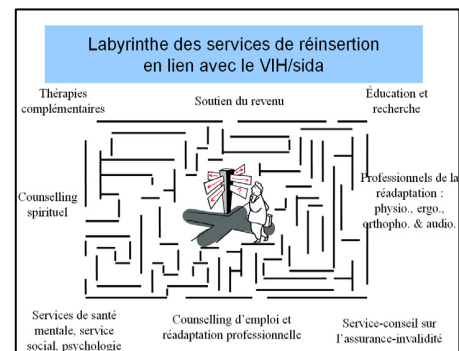 Labyrinthe des services de réinsertion
en lien avec le VIH/sida
Thérapies
complémentaires
Soutien du revenu
Éducation et
recherche
Counselling
spirituel
Professionnels de la
réadaptation :
physio., ergo.,
orthopho. & audio.
Services de santé
mentale, service
social, psychologie
Counselling d'emploi et
réadaptation professionnelle
Service-conseil sur
l'assurance-invalidité